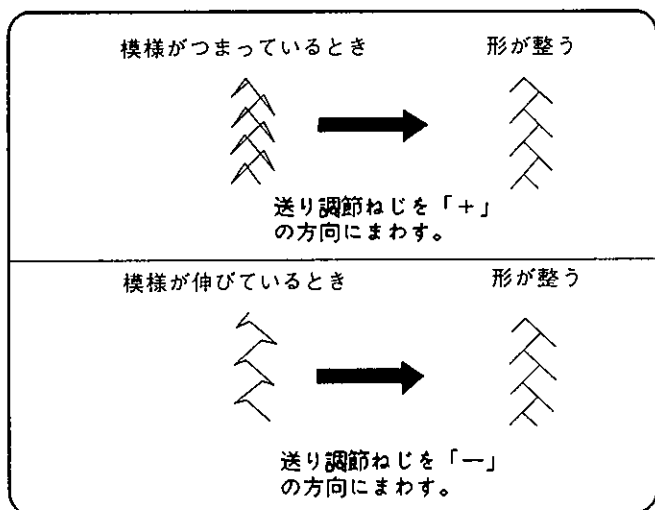 模様がつまっているとき
形が整う
送り調節ねじを「+」
の方向にまわす。
模様が伸びているとき
形が整う
送り調節ねじを「ー」
の方向にまわす。